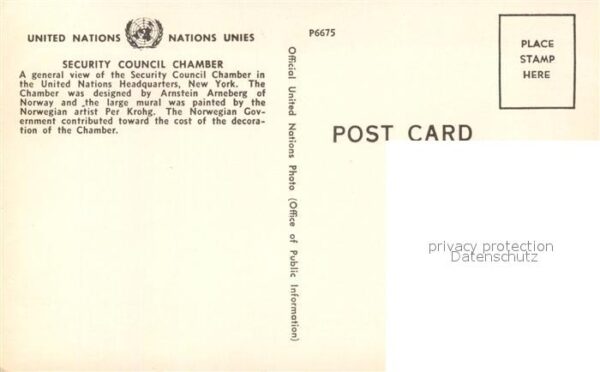 UNITED NATIONS NATIONS UNIES
SECURITY COUNCIL CHAMBER
A general view of the Security Council Chamber in
the United Nations Headquarters, New York. The
Chamber was designed by Arnstein Arneberg of
Norway and the large mural was painted by the
Norwegian artist Per Krohg. The Norwegian Gov-
ernment contributed toward the cost of the decora-
tion of the Chamber.
Official United Nations Photo (Office of Public Information)
P6675
PLACE
STAMP
HERE
POST CARD
privacy protection
Datenschutz